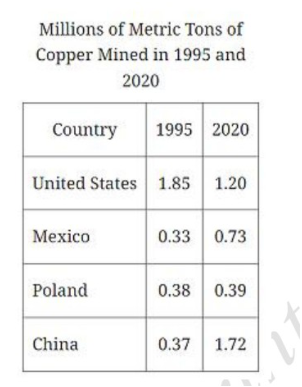 Millions of Metric Tons of
Copper Mined in 1995 and
2020
Country 1995 2020
United States 1.85 1.20
Mexico 0.33 0.73
Poland 0.38 0.39
China 0.37 1.72